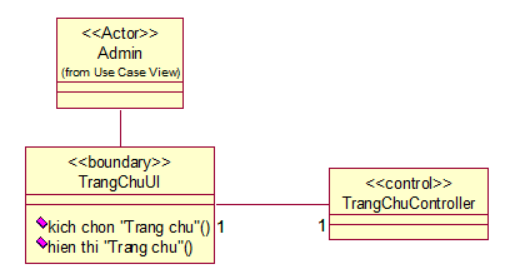 <<Actor>>
Admin
(from Use Case View)
<<boundary>>
TrangChuUI
kich chon "Trang chu"()
hien thi "Trang chu"()
1
1
<<control>>
TrangChuController